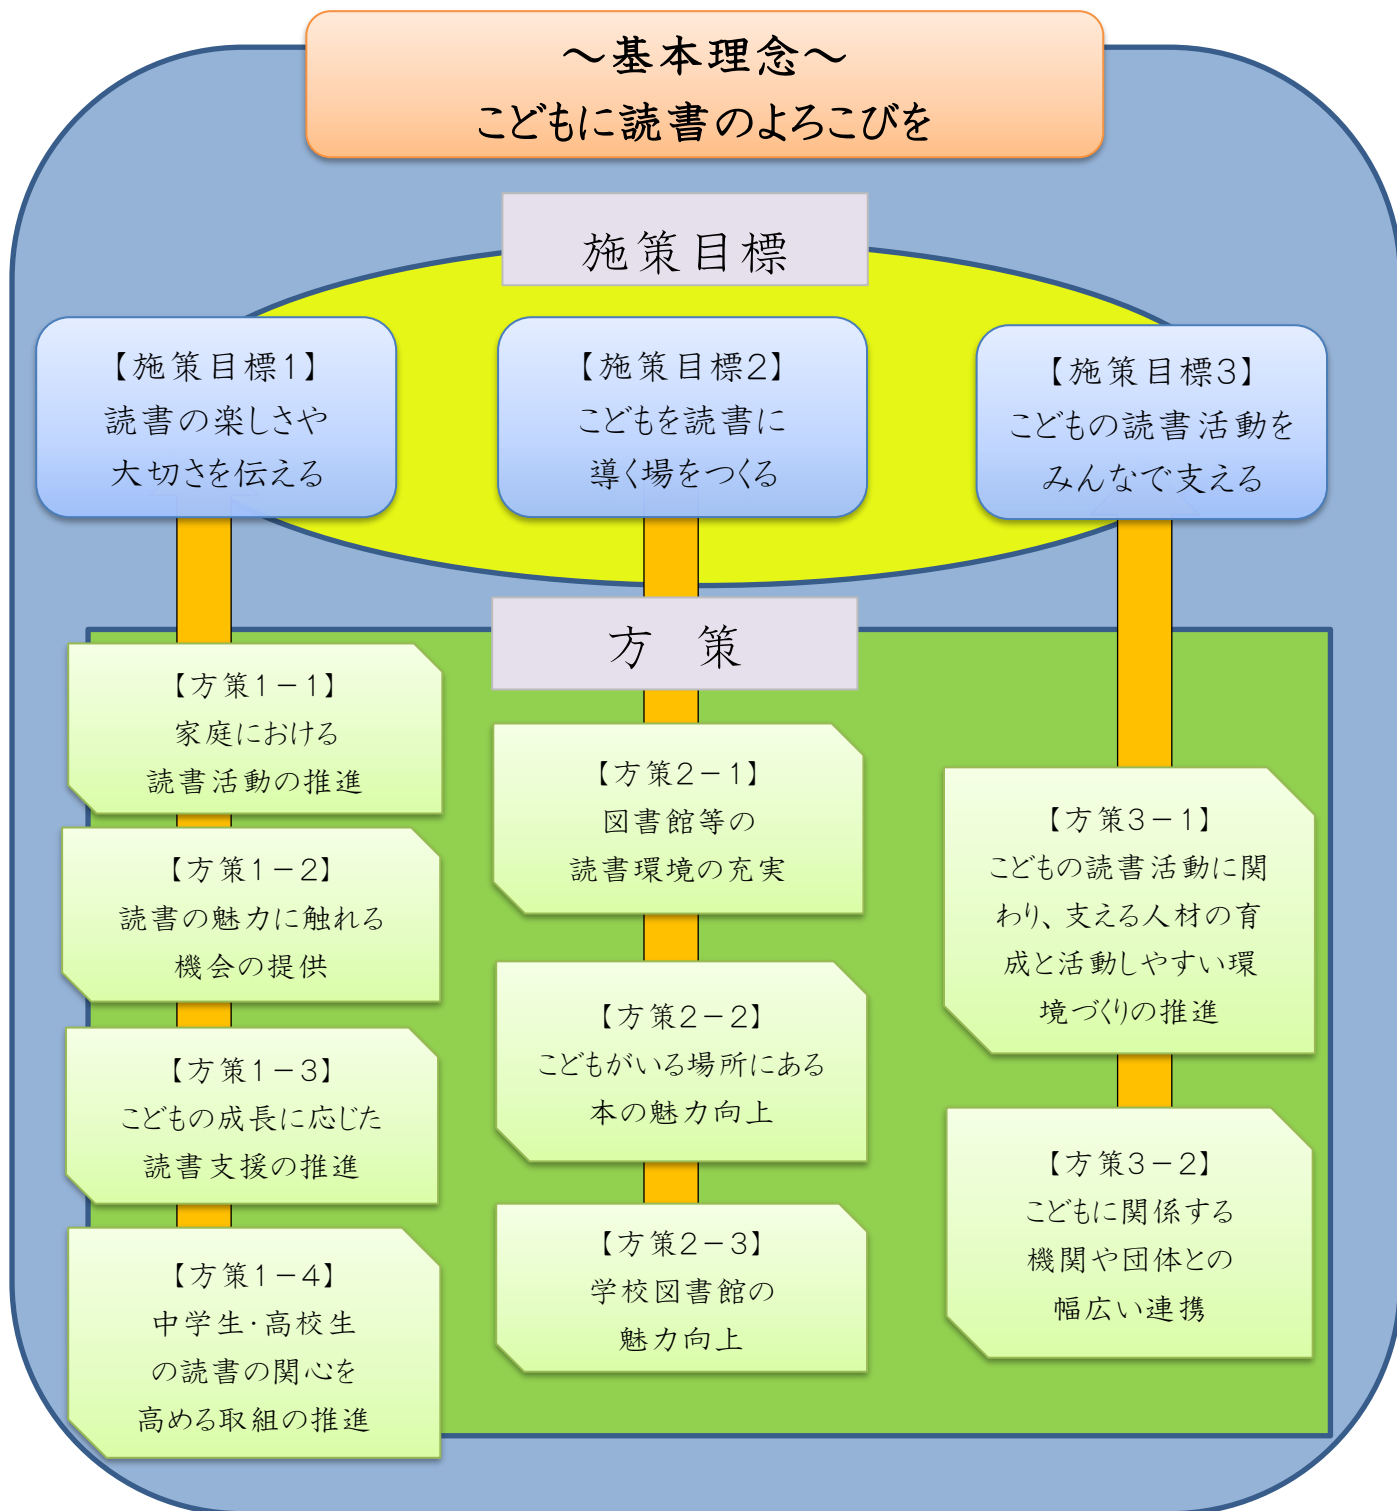 ～基本理念～
こどもに読書のよろこびを
施策目標
【施策目標1】
読書の楽しさや
大切さを伝える
【施策目標2】
こどもを読書に
導く場をつくる
【施策目標3】
こどもの読書活動を
みんなで支える
方　策
【方策1－1】
家庭における
読書活動の推進
【方策1－2】
読書の魅力に触れる
機会の提供
【方策1－3】
こどもの成長に応じた
読書支援の推進
【方策1－4】
中学生・高校生
の読書の関心を
高める取組の推進
【方策2－1】
図書館等の
読書環境の充実
【方策2－2】
こどもがいる場所にある
本の魅力向上
【方策2－3】
学校図書館の
魅力向上
【方策3－1】
こどもの読書活動に関
わり、支える人材の育
成と活動しやすい環
境づくりの推進
【方策3－2】
こどもに関係する
機関や団体との
幅広い連携